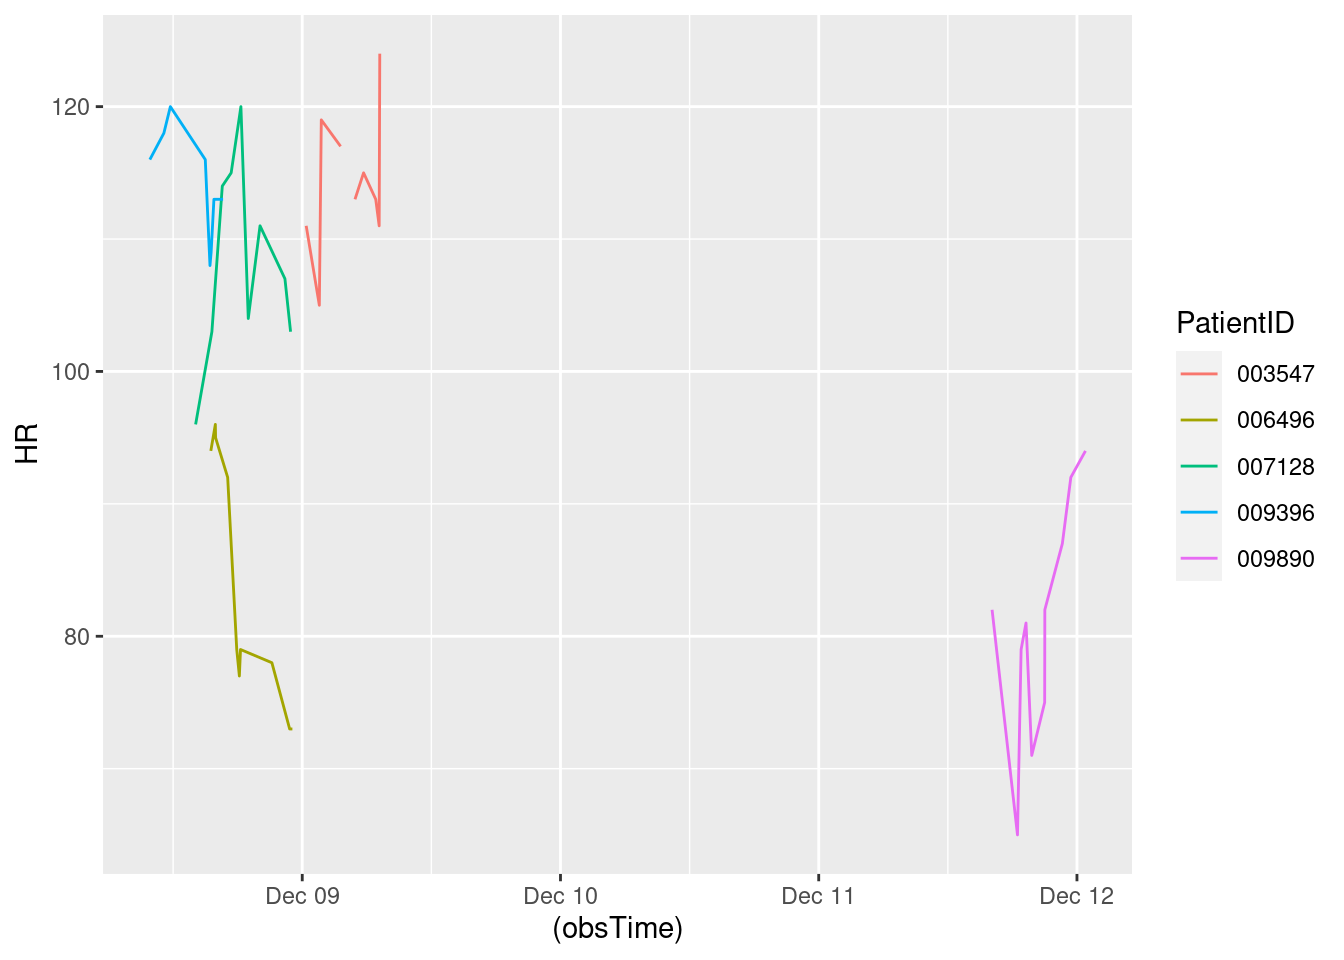 120
100
80
HR
Dec 09
Dec 10
Dec 11
Dec 12
(obsTime)
PatientID
003547
006496
007128
009396
009890